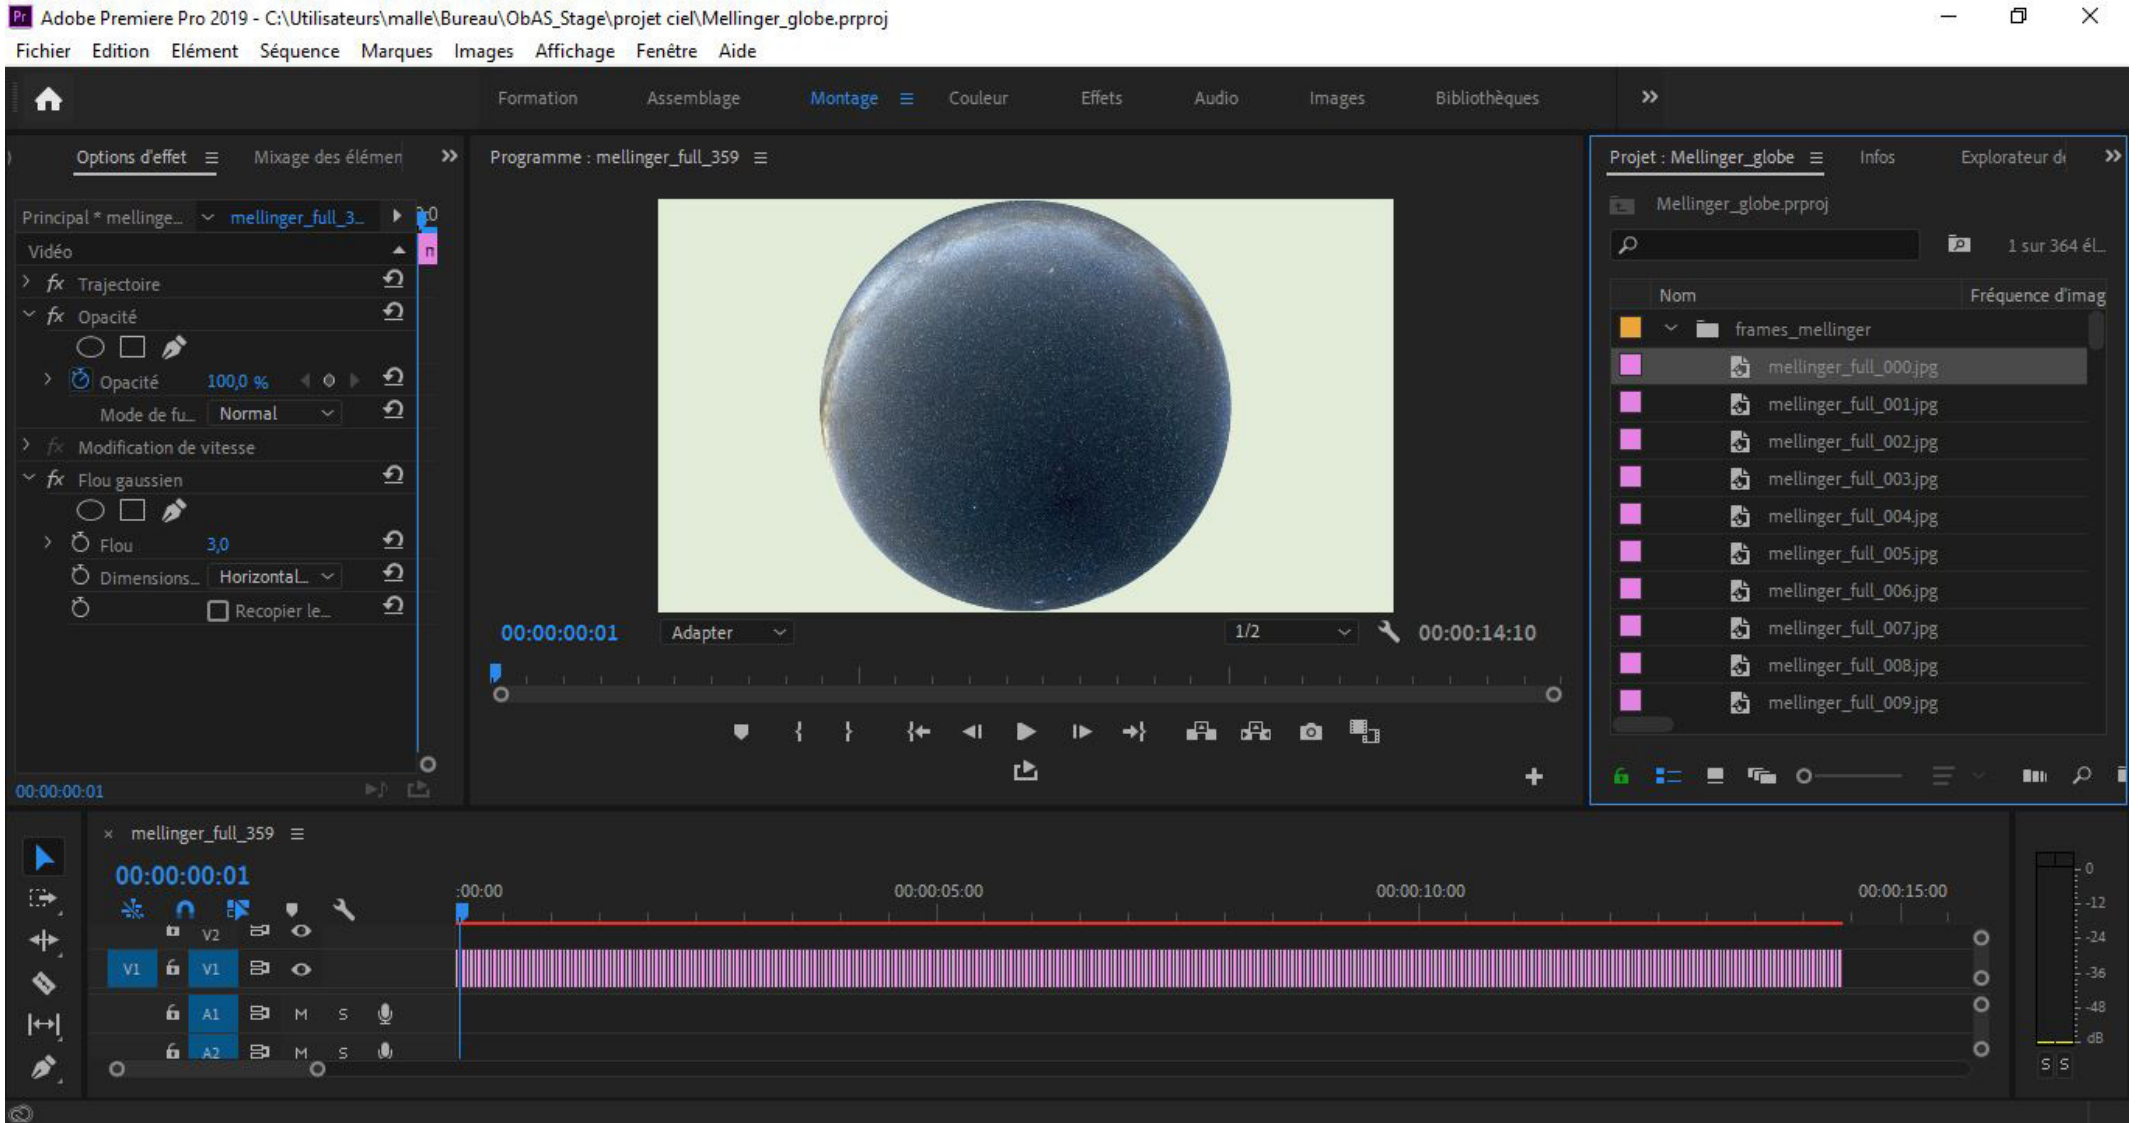 Pr Adobe Premiere Pro 2019 - C:\Utilisateurs\malle\Bureau\ObAS_Stage\projet ciel\Mellinger_globe.prproj
Fichier Edition Elément Séquence Marques Images Affichage Fenêtre Aide
Formation Assemblage Montage Couleur Effets Audio Images Bibliothèques
Options d'effet Mixage des élémen
Principal * mellinge... mellinger_full_3...
Vidéo
fx Trajectoire
fx Opacité
Opacité 100,0 %
Mode de fu... Normal
fx Modification de vitesse
fx Flou gaussien
Flou 3,0
Dimensions... Horizontal...
Recopier le...
00:00:00:01
Programme : mellinger_full_359
00:00:00:01 Adapter 1/2 00:00:14:10
Projet : Mellinger_globe Infos Explorateur de
Mellinger_globe.prproj
1 sur 364 él...
Nom Fréquence d'imag
frames_mellinger
mellinger_full_000.jpg
mellinger_full_001.jpg
mellinger_full_002.jpg
mellinger_full_003.jpg
mellinger_full_004.jpg
mellinger_full_005.jpg
mellinger_full_006.jpg
mellinger_full_007.jpg
mellinger_full_008.jpg
mellinger_full_009.jpg
× mellinger_full_359
00:00:00:01
:00:00 00:00:05:00 00:00:10:00 00:00:15:00
V2
V1 V1
A1 M S
A2 M S
0
-12
-24
-36
-48
dB
S S